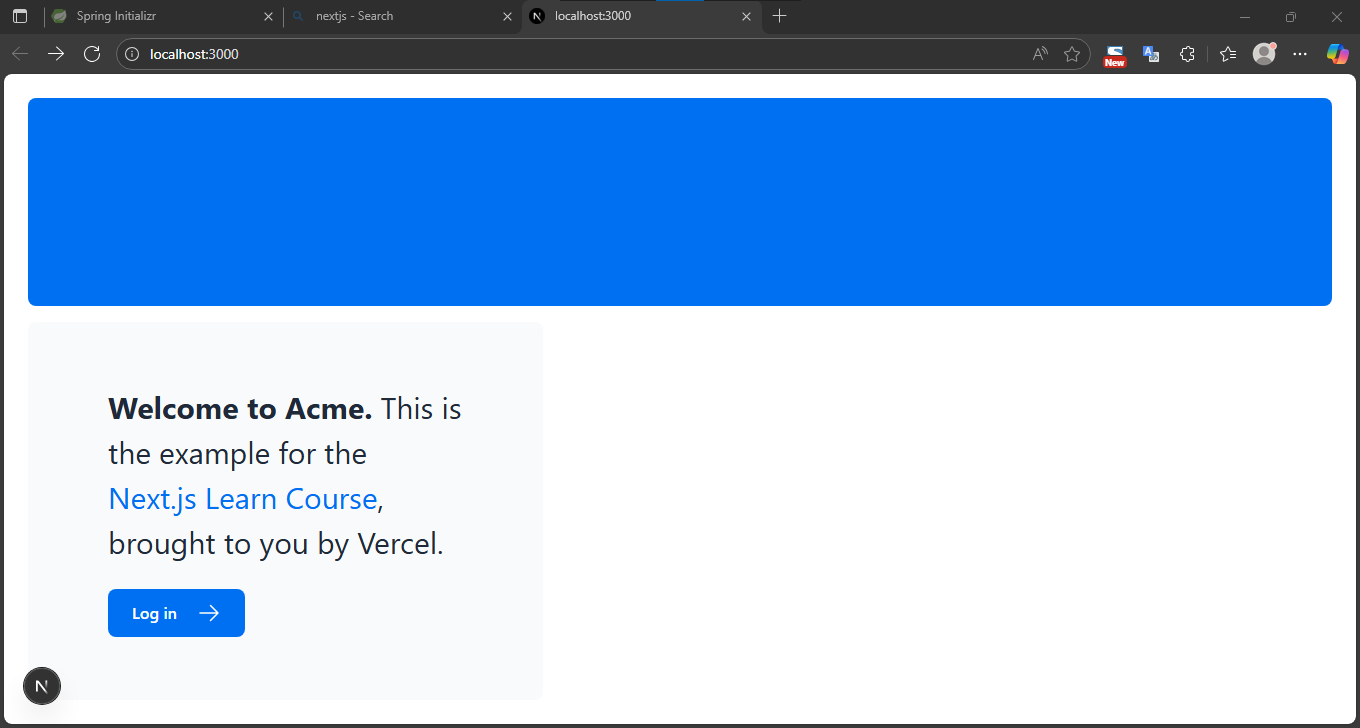 Spring Initializr
nextjs - Search
N
localhost:3000
localhost:3000
New
Welcome to Acme. This is
the example for the
Next.js Learn Course,
brought to you by Vercel.
Log in
N